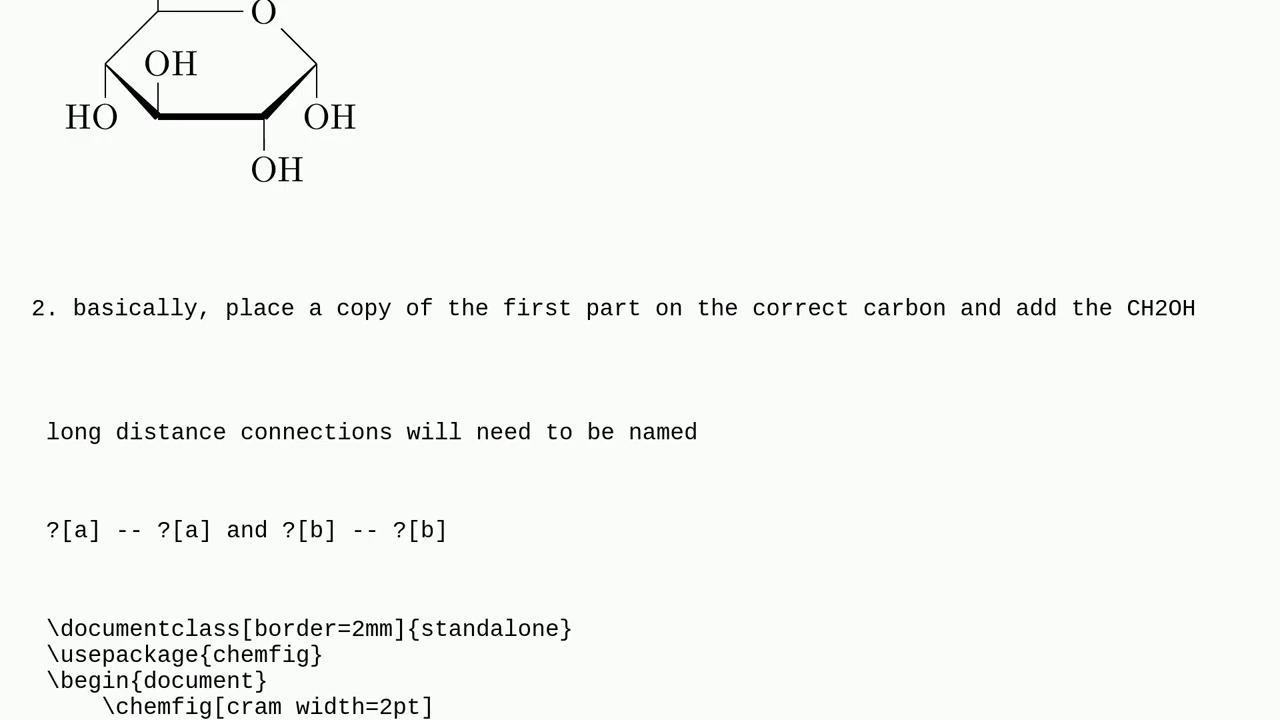 O
OH
HO
OH
OH
2. basically, place a copy of the first part on the correct carbon and add the CH2OH
long distance connections will need to be named
?[a] -- ?[a] and ?[b] -- ?[b]
\documentclass[border=2mm]{standalone}
\usepackage{chemfig}
\begin{document}
    \chemfig[cram width=2pt]